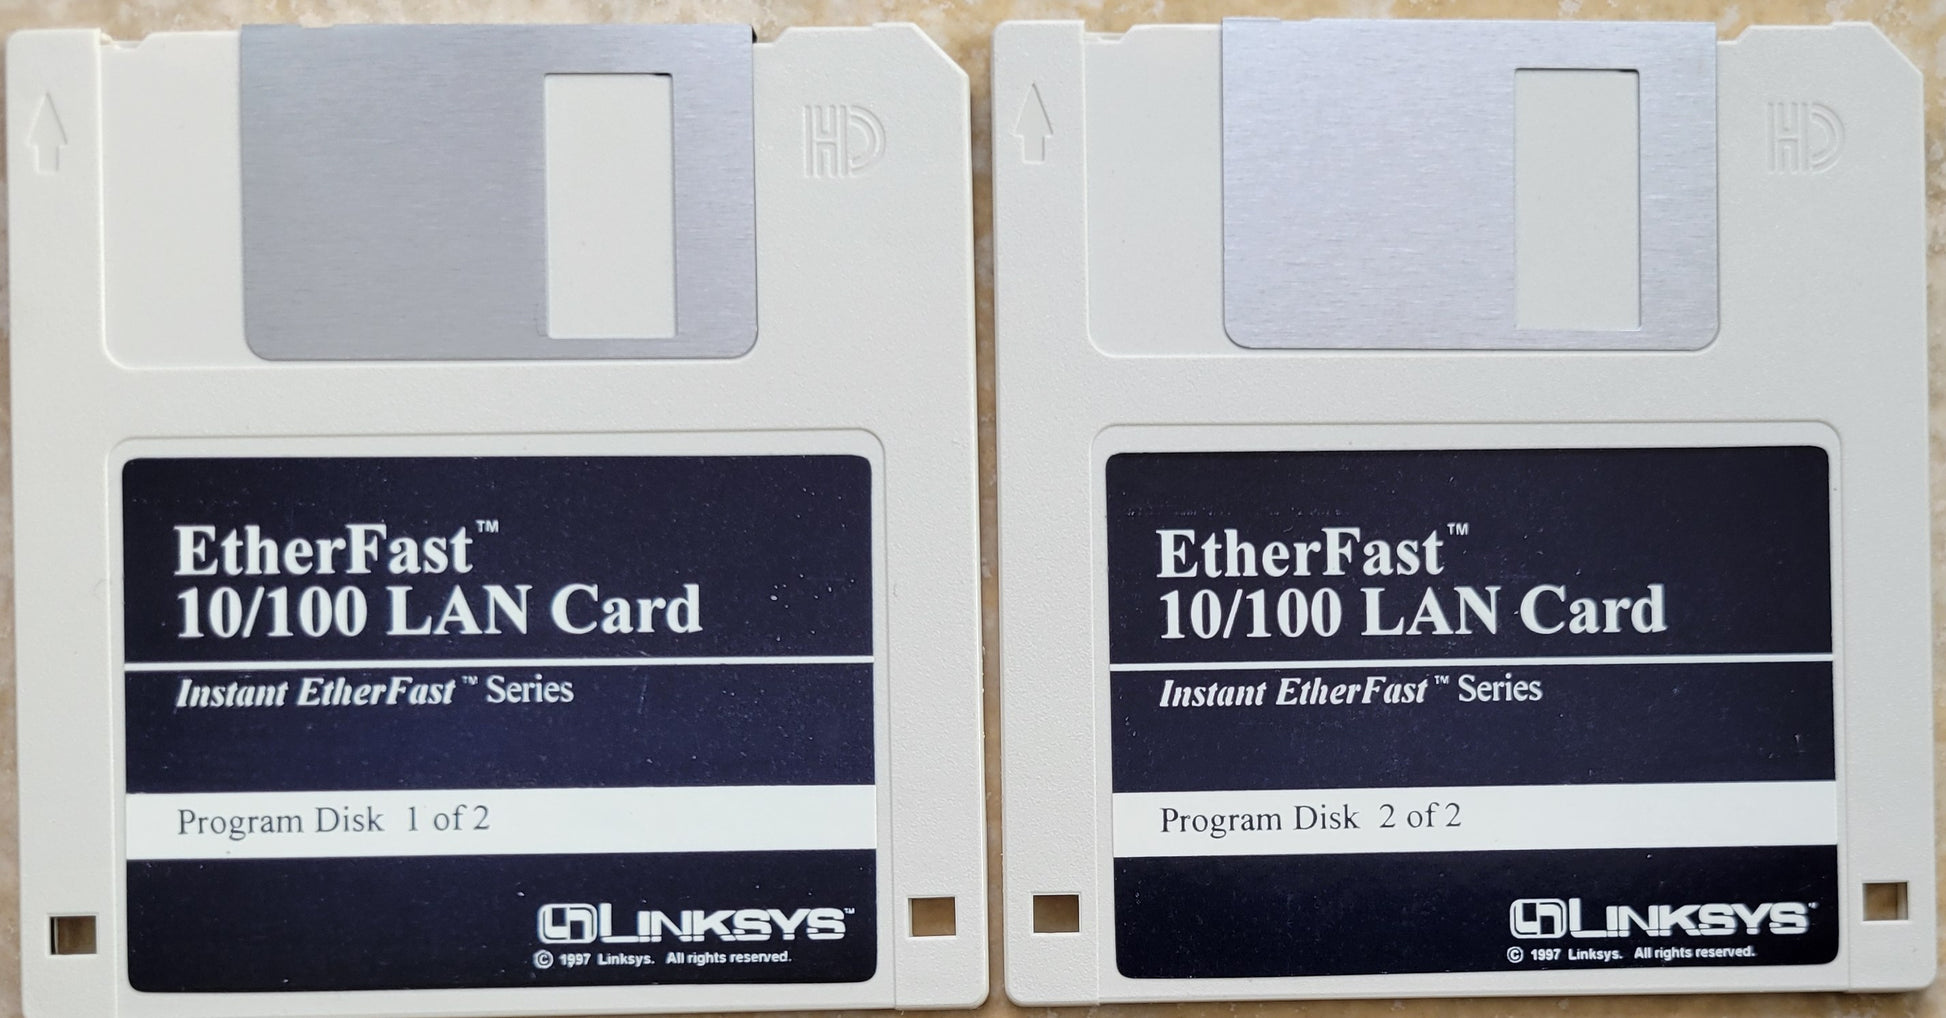 HD
EtherFast™
10/100 LAN Card
Instant EtherFast™ Series
Program Disk 1 of 2
LINKSYS™
© 1997 Linksys. All rights reserved.
HD
EtherFast™
10/100 LAN Card
Instant EtherFast™ Series
Program Disk 2 of 2
LINKSYS™
© 1997 Linksys. All rights reserved.